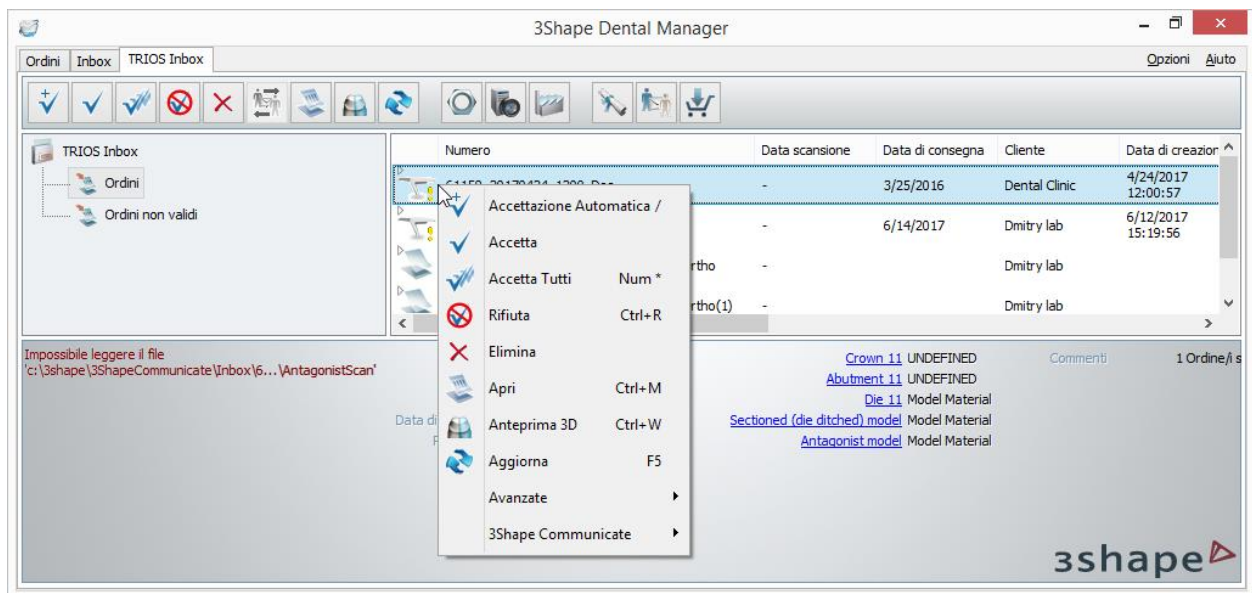 3Shape Dental Manager
Ordini Inbox TRIOS Inbox Opzioni Aiuto
TRIOS Inbox
Ordini
Ordini non validi
Numero Data scansione Data di consegna Cliente Data di creazior
- 3/25/2016 Dental Clinic 4/24/2017
12:00:57
- 6/14/2017 Dmitry lab 6/12/2017
15:19:56
rtho - Dmitry lab
rtho(1) - Dmitry lab
Accettazione Automatica /
Accetta
Accetta Tutti Num *
Rifiuta Ctrl+R
Elimina
Apri Ctrl+M
Anteprima 3D Ctrl+W
Aggiorna F5
Avanzate
3Shape Communicate
Impossibile leggere il file
'c:\3shape\3ShapeCommunicate\Inbox\6...\AntagonistScan'
Data di
Crown 11 UNDEFINED
Abutment 11 UNDEFINED
Die 11 Model Material
Sectioned (die ditched) model Model Material
Antagonist model Model Material
Commenti 1 Ordine/i s
3shape